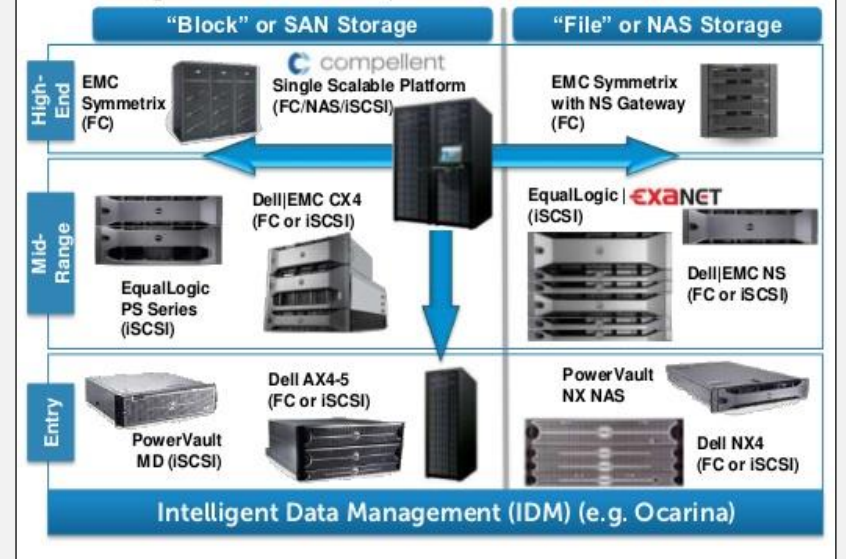 "Block" or SAN Storage
"File" or NAS Storage
High-
End
EMC
Symmetrix
(FC)
compellent
Single Scalable Platform
(FC/NAS/iSCSI)
EMC Symmetrix
with NS Gateway
(FC)
Mid-
Range
EqualLogic
PS Series
(iSCSI)
Dell|EMC CX4
(FC or iSCSI)
EqualLogic | EXANET
(iSCSI)
Dell|EMC NS
(FC or iSCSI)
Entry
PowerVault
MD (iSCSI)
Dell AX4-5
(FC or iSCSI)
PowerVault
NX NAS
Dell NX4
(FC or iSCSI)
Intelligent Data Management (IDM) (e.g. Ocarina)